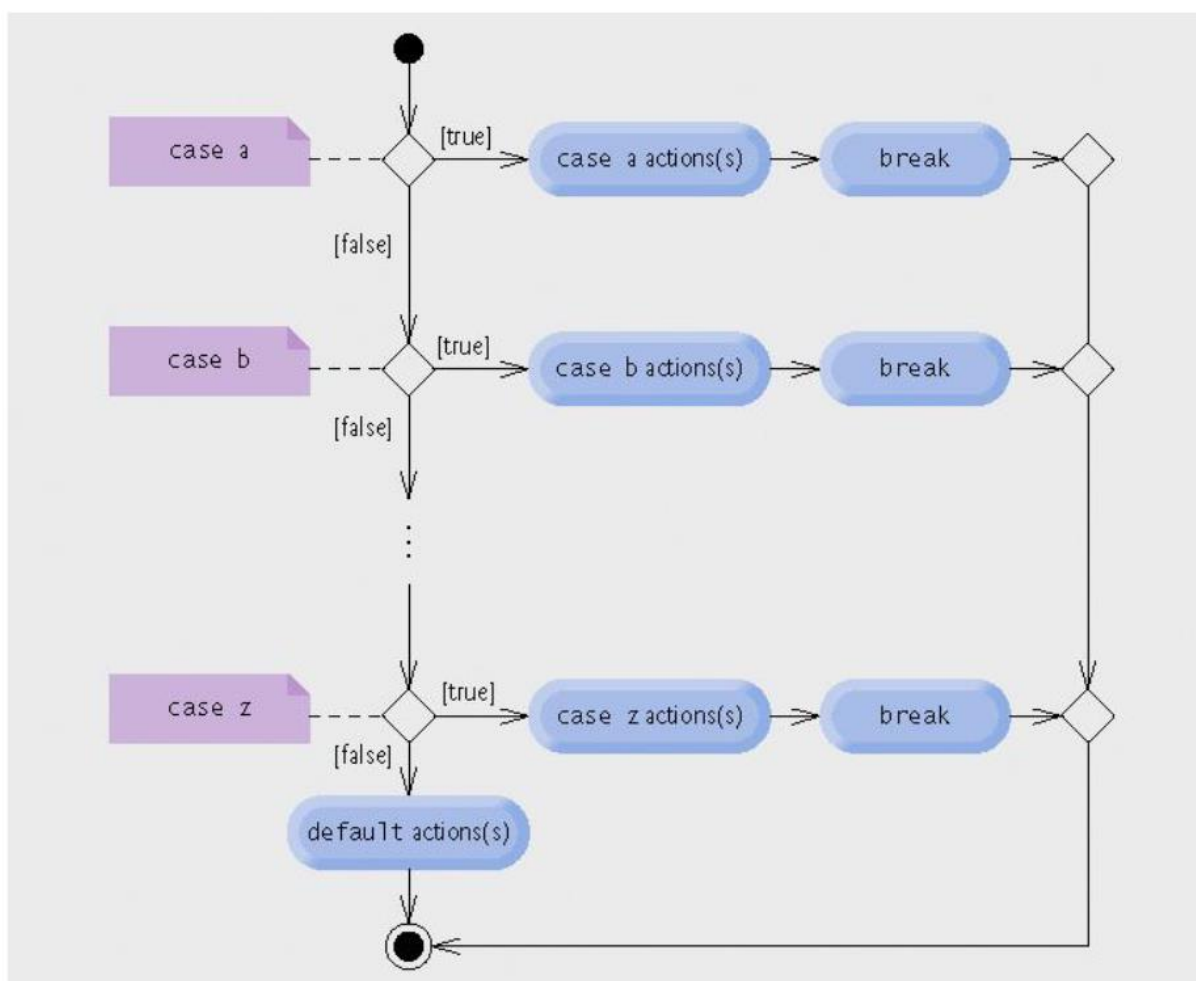 case a
[true]
case a actions(s)
break
[false]
case b
[true]
case b actions(s)
break
[false]
case z
[true]
case z actions(s)
break
[false]
default actions(s)